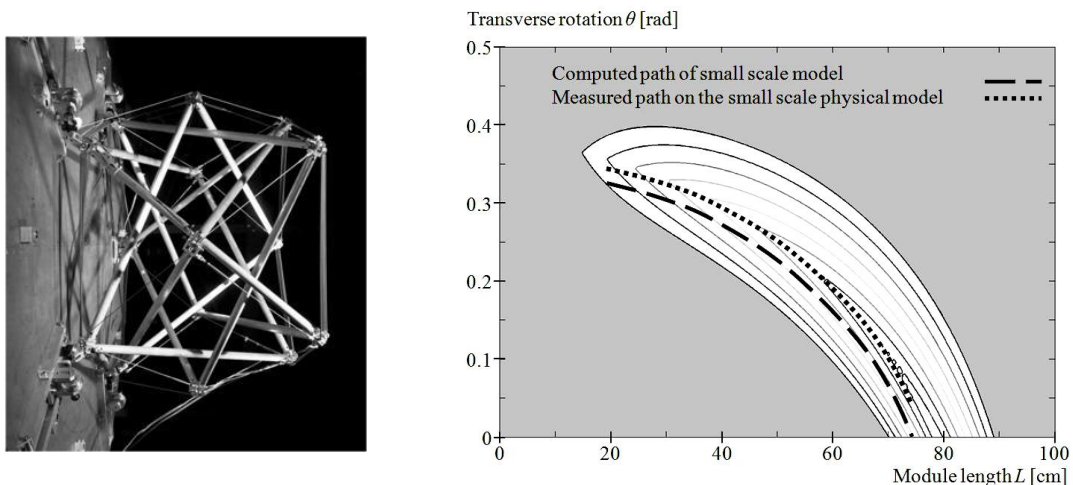 Transverse rotation θ [rad]
0.5
Computed path of small scale model
Measured path on the small scale physical model
0.4
0.3
0.2
0.1
0
0 20 40 60 80 100
Module length L [cm]